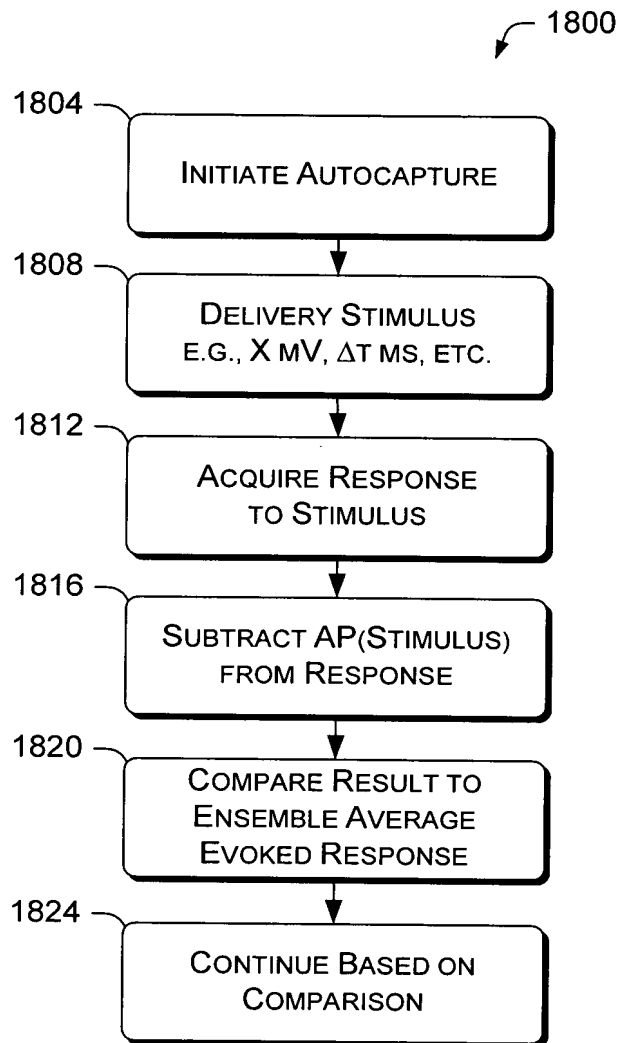 1800
1804
INITIATE AUTOCAPTURE
1808
DELIVERY STIMULUS
E.G., X MV, ΔT MS, ETC.
1812
ACQUIRE RESPONSE
TO STIMULUS
1816
SUBTRACT AP(STIMULUS)
FROM RESPONSE
1820
COMPARE RESULT TO
ENSEMBLE AVERAGE
EVOKED RESPONSE
1824
CONTINUE BASED ON
COMPARISON